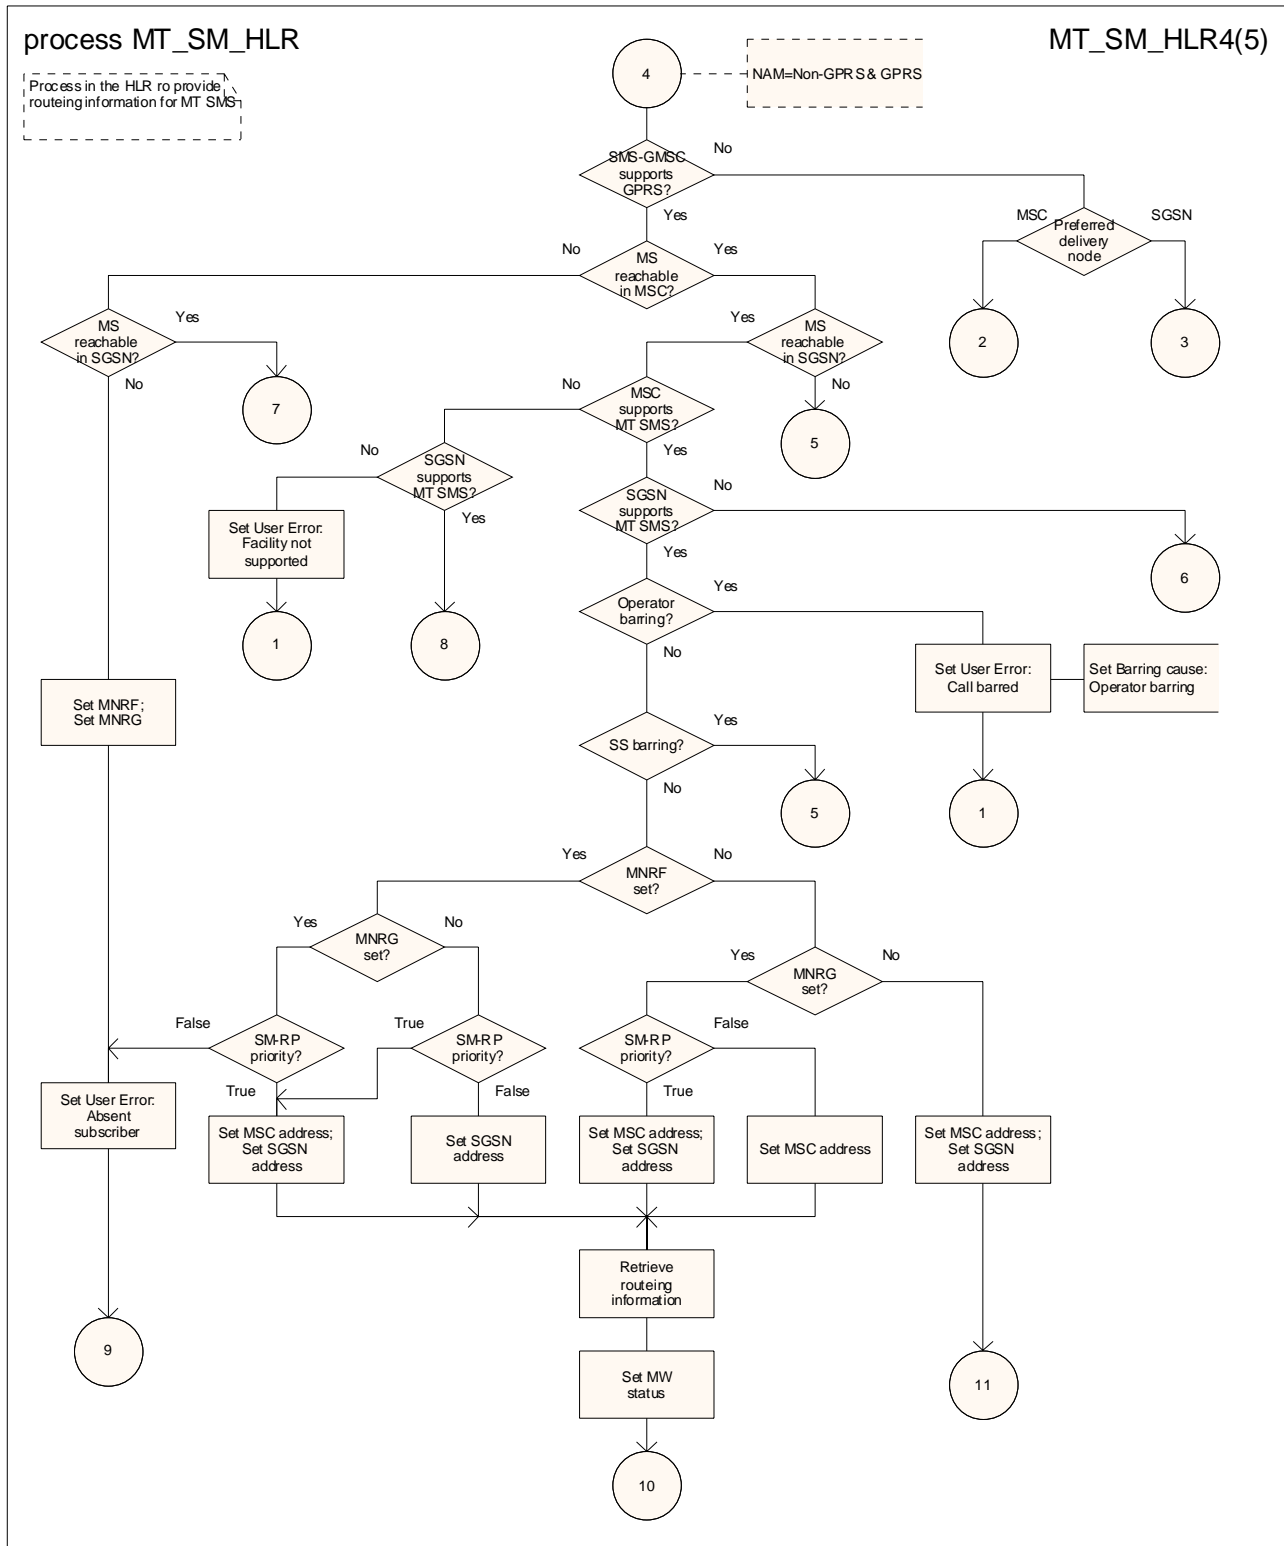 process MT_SM_HLR
MT_SM_HLR4(5)
Process in the HLR ro provide
routeing information for MT SMS
4
NAM=Non-GPRS & GPRS
SMS-GMSC
supports
GPRS?
No
Yes
MSC
SGSN
Preferred
delivery
node
No
Yes
MS
reachable
in MSC?
2
3
MS
reachable
in SGSN?
Yes
No
7
Yes
MS
reachable
in SGSN?
No
5
No
MSC
supports
MT SMS?
Yes
No
SGSN
supports
MT SMS?
Yes
SGSN
supports
MT SMS?
No
Yes
6
Set User Error:
Facility not
supported
1
8
Operator
barring?
Yes
No
Set User Error:
Call barred
Set Barring cause:
Operator barring
1
Set MNRF;
Set MNRG
SS barring?
Yes
No
5
Yes
MNRF
set?
No
Yes
MNRG
set?
No
Yes
MNRG
set?
No
False
SM-RP
priority?
True
True
SM-RP
priority?
False
SM-RP
priority?
False
True
Set User Error:
Absent
subscriber
Set MSC address;
Set SGSN
address
Set SGSN
address
Set MSC address;
Set SGSN
address
Set MSC address
Set MSC address;
Set SGSN
address
Retrieve
routeing
information
9
Set MW
status
11
10